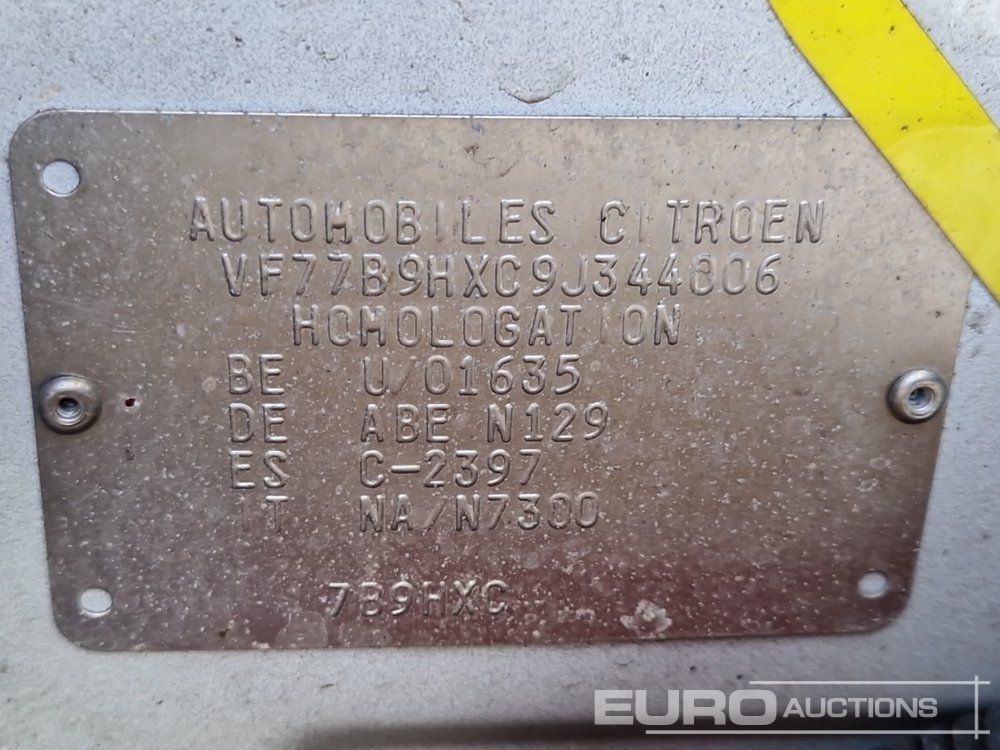 AUTOMOBILES CITROEN
VF77B9HXC9J344806
HOMOLOGATION
BE U/01635
DE ABE N129
ES C-2397
IT NA/N7300
7B9HXC
EURO AUCTIONS